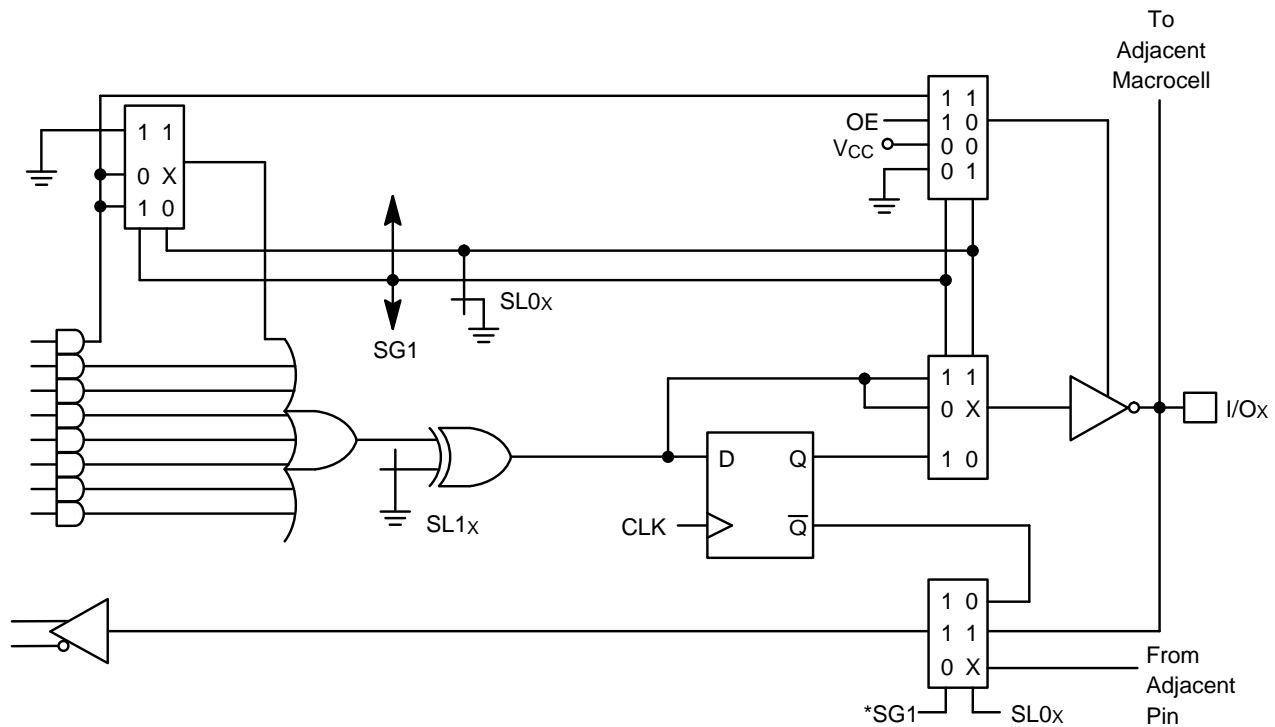 To
Adjacent
Macrocell
1 1
OE
1 0
VCC
0 0
0 1
1 1
0 X
1 0
SL0X
SG1
1 1
0 X
1 0
I/OX
D
Q
CLK
Q̅
SL1X
1 0
1 1
0 X
From
Adjacent
Pin
*SG1
SL0X